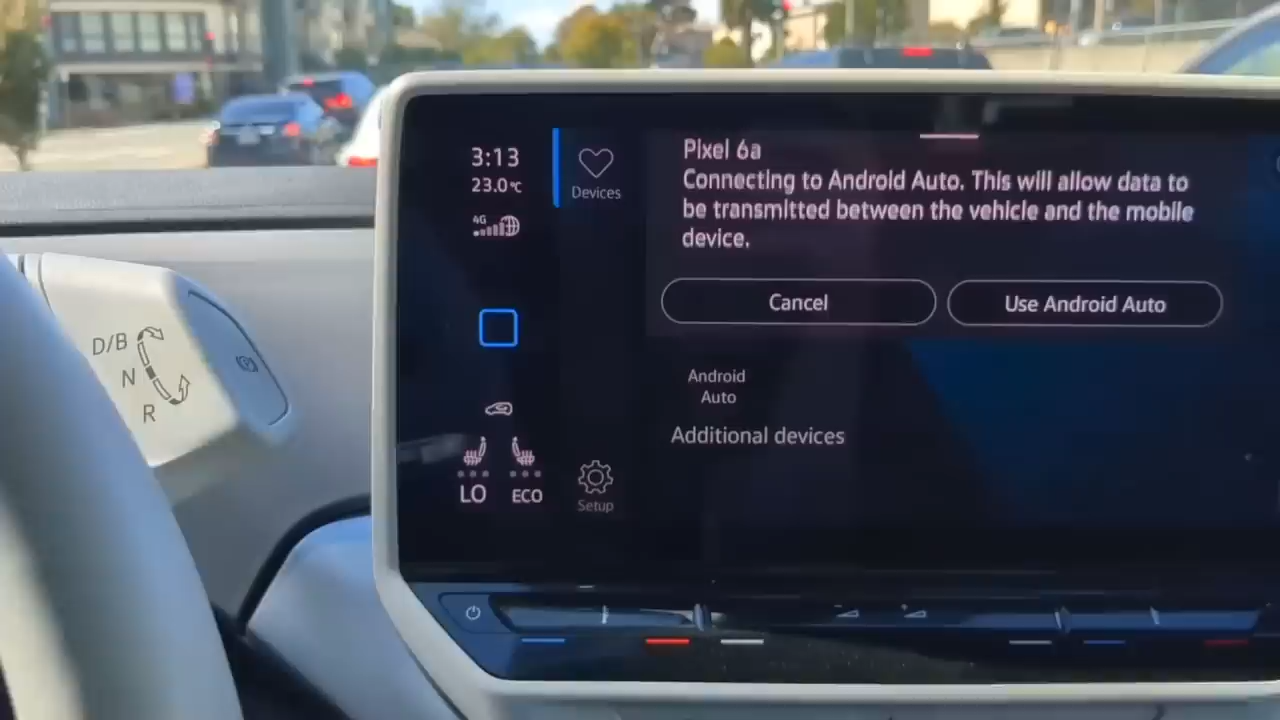 3:13
23.0°C
4G
Devices
Pixel 6a
Connecting to Android Auto. This will allow data to
be transmitted between the vehicle and the mobile
device.
Cancel
Use Android Auto
Android
Auto
Additional devices
LO
ECO
Setup
D/B
N
R
P